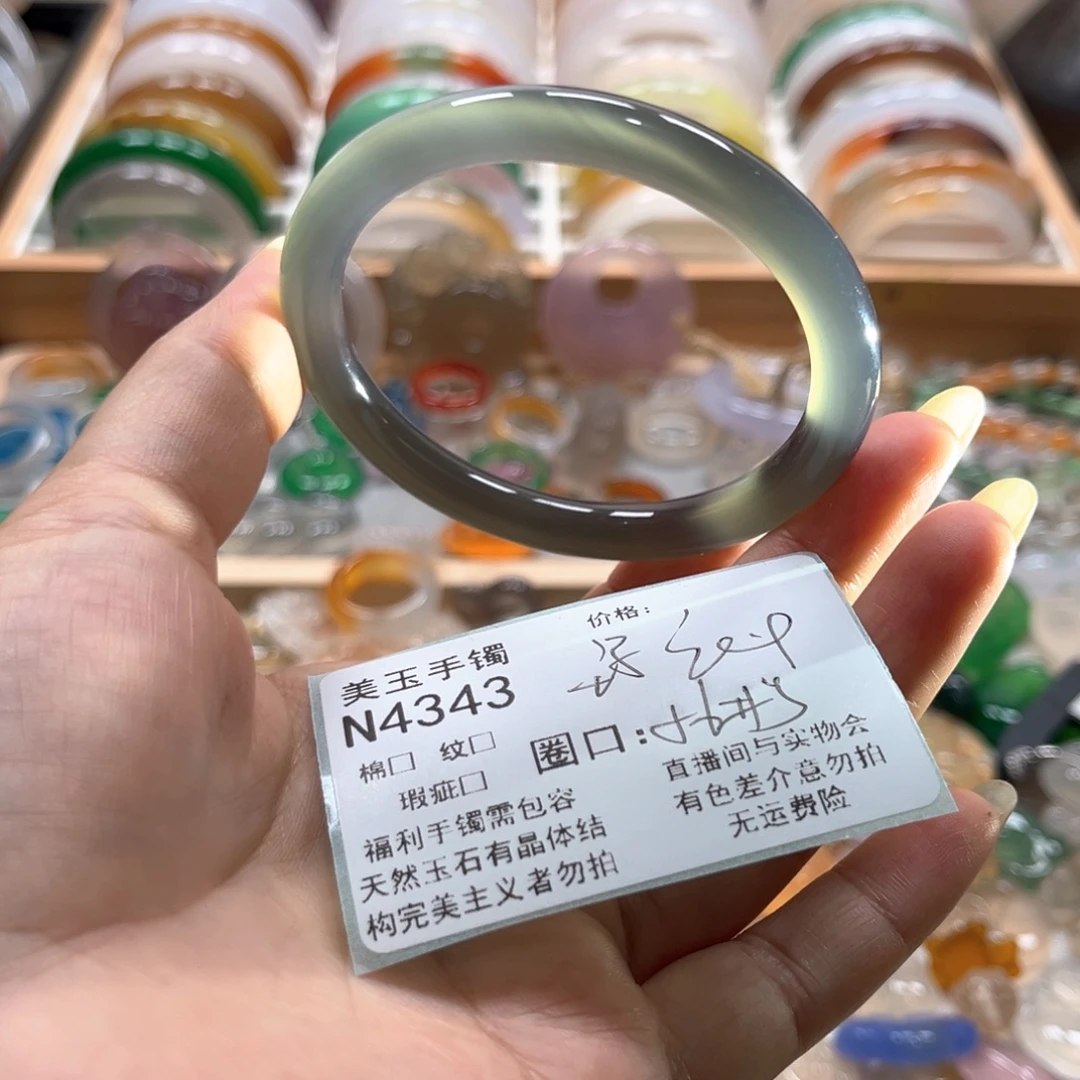 美玉手镯
N4343
价格:
棉□ 纹□
圈口:
瑕疵□
福利手镯需包容
天然玉石有晶体结
构完美主义者勿拍
直播间与实物会
有色差介意勿拍
无运费险